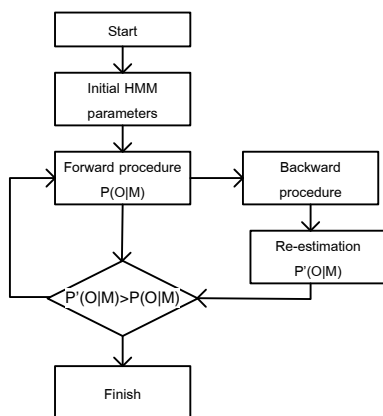 Start
Initial HMM
parameters
Forward procedure
P(O|M)
Backward
procedure
Re-estimation
P'(O|M)
P'(O|M)>P(O|M)
Finish